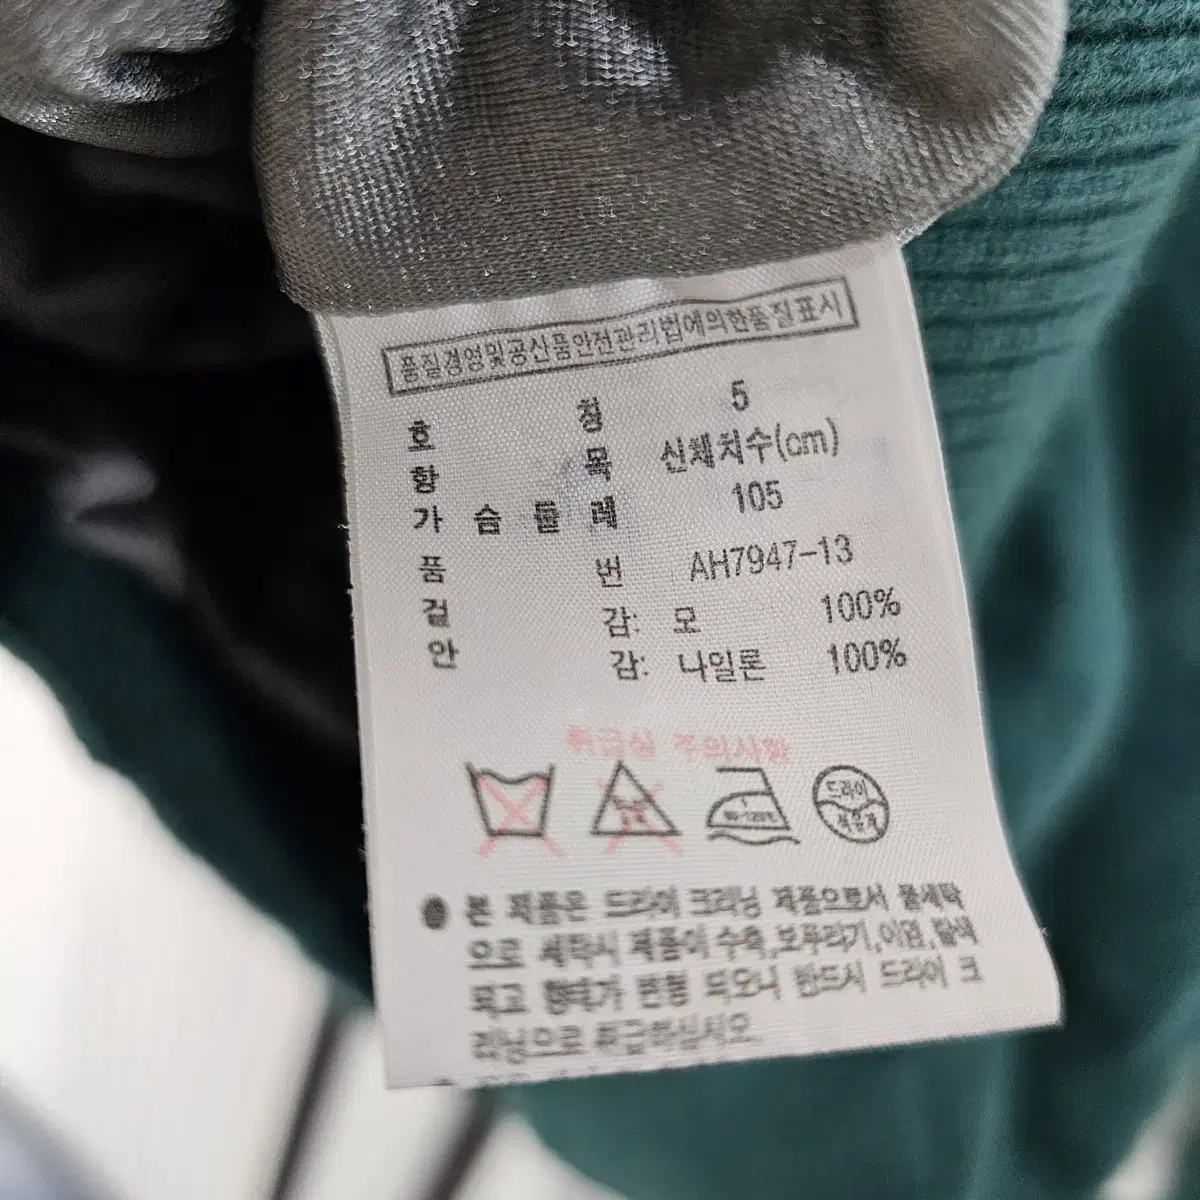 품질경영및공산품안전관리법에의한품질표시
호 칭 5
항 목 신체치수(cm)
가 슴 둘 레 105
품 번 AH7947-13
겉 감: 모 100%
안 감: 나일론 100%
취급실 주의사항
드라이
석유계
● 본 제품은 드라이 크리닝 제품으로서 물세탁
으로 세탁시 제품이 수축,보푸라기,이염,탈색
되고 형태가 변형 되오니 반드시 드라이 크
리닝으로 취급하십시오